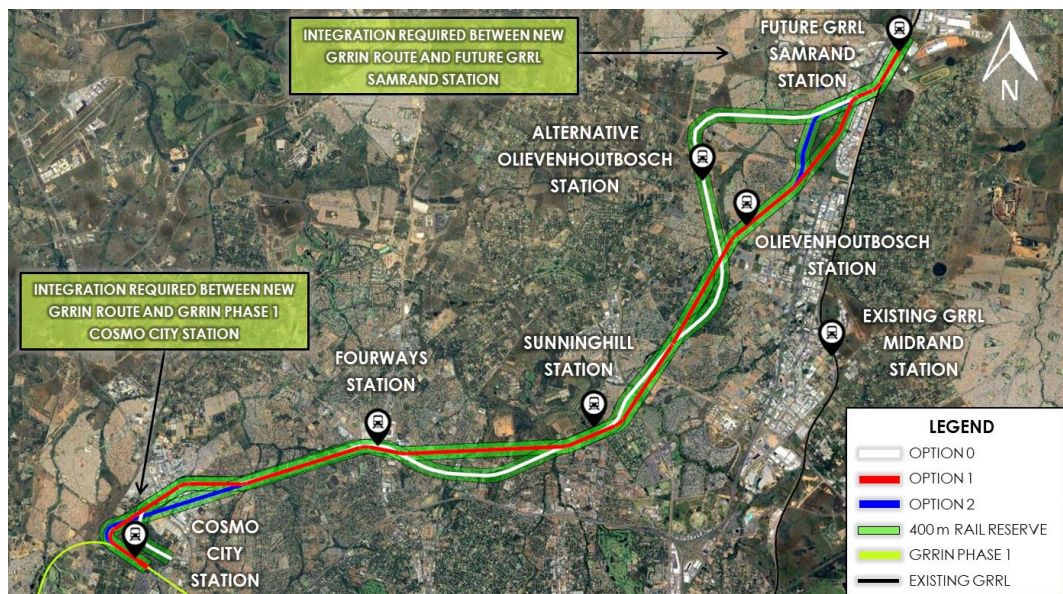 INTEGRATION REQUIRED BETWEEN NEW
GRRIN ROUTE AND FUTURE GRRL
SAMRAND STATION
FUTURE GRRL
SAMRAND
STATION
N
ALTERNATIVE
OLIEVENHOUTBOSCH
STATION
OLIEVENHOUTBOSCH
STATION
INTEGRATION REQUIRED BETWEEN NEW
GRRIN ROUTE AND GRRIN PHASE 1
COSMO CITY STATION
FOURWAYS
STATION
SUNNINGHILL
STATION
EXISTING GRRL
MIDRAND
STATION
COSMO
CITY
STATION
LEGEND
OPTION 0
OPTION 1
OPTION 2
400 m RAIL RESERVE
GRRIN PHASE 1
EXISTING GRRL